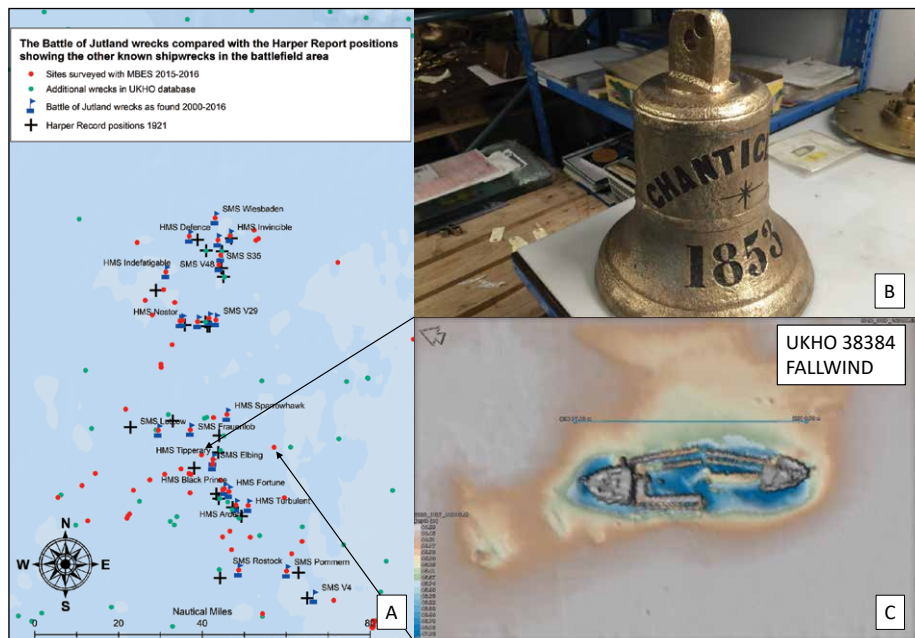 The Battle of Jutland wrecks compared with the Harper Report positions
showing the other known shipwrecks in the battlefield area
Sites surveyed with MBES 2015-2016
Additional wrecks in UKHO database
Battle of Jutland wrecks as found 2000-2016
Harper Record positions 1921
SMS Wiesbaden
HMS Defence
HMS Invincible
SMS V48
SMS S35
HMS Indefatigable
HMS Nestor
SMS V29
HMS Sparrowhawk
SMS Frauenlob
HMS Tipperary
SMS Elbing
HMS Black Prince
HMS Fortune
HMS Turbulent
HMS
SMS Rostock
SMS Pommern
SMS V4
N
W
E
S
Nautical Miles
0
20
40
60
80
A
CHANTICL
1853
B
UKHO 38384
FALLWIND
C